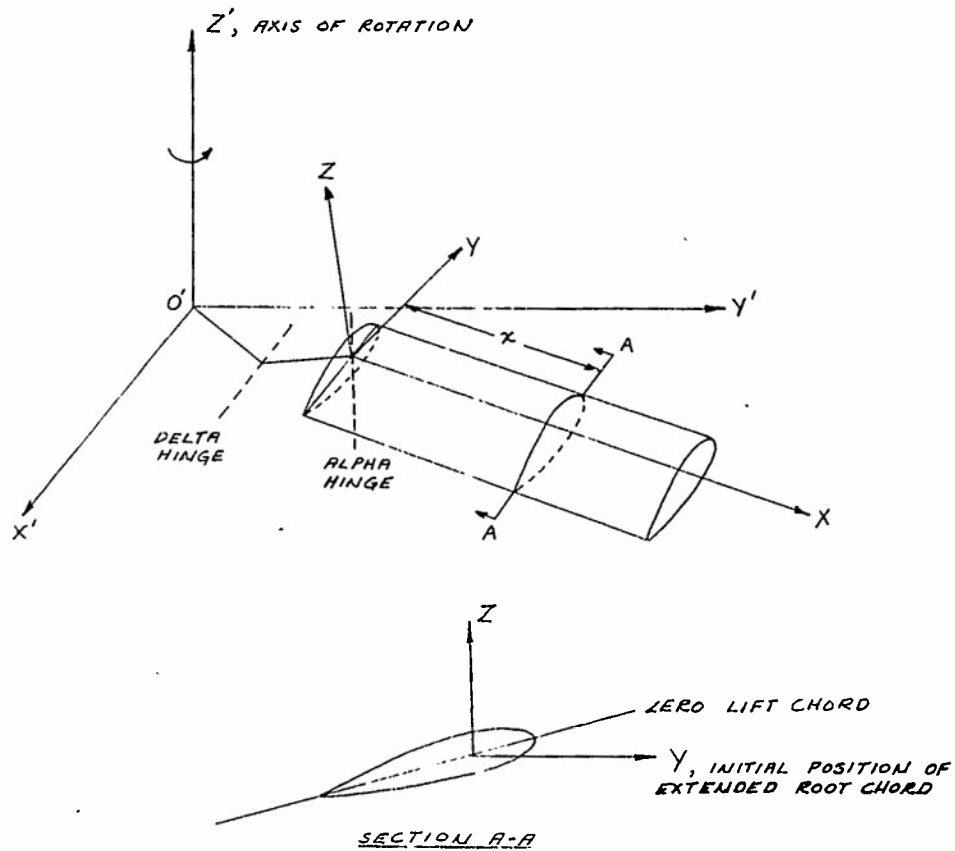 Z', AXIS OF ROTATION
Z
Y
O'
Y'
x
A
DELTA
HINGE
ALPHA
HINGE
X'
A
X
Z
ZERO LIFT CHORD
Y, INITIAL POSITION OF
EXTENDED ROOT CHORD
SECTION A-A